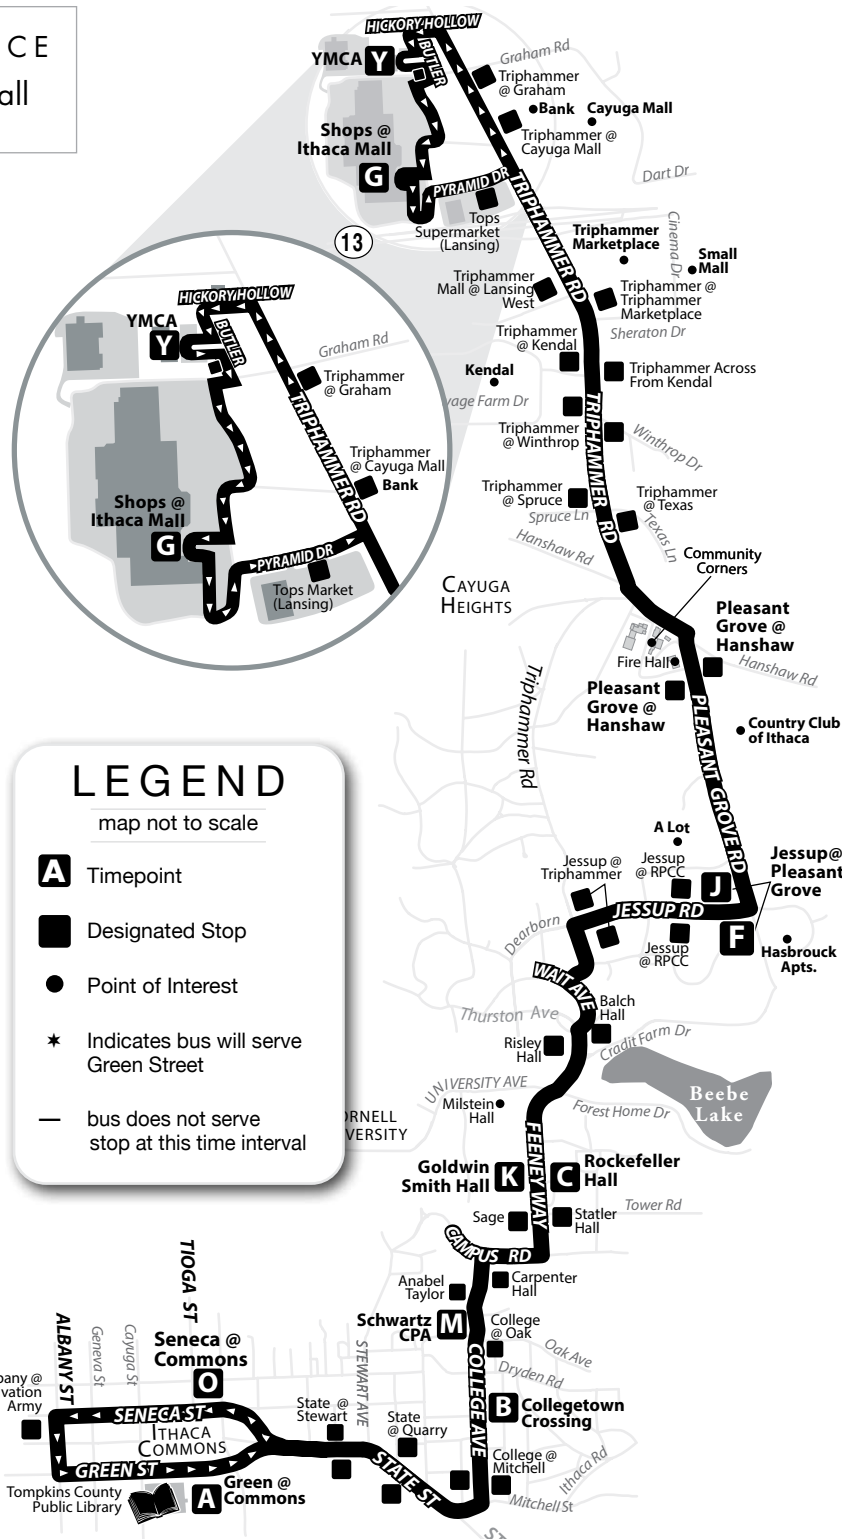 CE
all
HICKORY HOLLOW
YMCA
Y
BUTLER
Graham Rd
Triphammer
@ Graham
Bank
Cayuga Mall
Triphammer @
Cayuga Mall
Shops @
Ithaca Mall
G
PYRAMID DR
Dart Dr
Tops
Supermarket
(Lansing)
13
TRIPHAMMER RD
Triphammer
Marketplace
Cinema Dr
Small
Mall
Triphammer
Mall @ Lansing
West
Triphammer @
Triphammer
Marketplace
Sheraton Dr
Triphammer
@ Kendal
Kendal
Triphammer Across
From Kendal
vage Farm Dr
TRIPHAMMER RD
Triphammer
@ Winthrop
Winthrop Dr
Triphammer
@ Spruce
Triphammer
@ Texas
Spruce Ln
Texas Ln
Hanshaw Rd
Community
Corners
CAYUGA
HEIGHTS
Pleasant
Grove @
Hanshaw
Fire Hall
Hanshaw Rd
Pleasant
Grove @
Hanshaw
Triphammer Rd
PLEASANT GROVE RD
Country Club
of Ithaca
HICKORY HOLLOW
YMCA
Y
BUTLER
Graham Rd
Triphammer
@ Graham
TRIPHAMMER RD
Triphammer
@ Cayuga Mall
Bank
Shops @
Ithaca Mall
G
PYRAMID DR
Tops Market
(Lansing)
LEGEND
map not to scale
A Timepoint
Designated Stop
● Point of Interest
✶ Indicates bus will serve
Green Street
— bus does not serve
stop at this time interval
A Lot
Jessup @
Triphammer
Jessup
@ RPCC
J
Jessup@
Pleasant
Grove
JESSUP RD
Dearborn
Jessup
@ RPCC
F
Hasbrouck
Apts.
WAIT AVE
Thurston Ave
Balch
Hall
Risley
Hall
Cradit Farm Dr
UNIVERSITY AVE
Milstein
Hall
Forest Home Dr
Beebe
Lake
ORNELL
VERSITY
FEENEY WAY
Goldwin
Smith Hall
K
C
Rockefeller
Hall
Sage
Statler
Hall
Tower Rd
CAMPUS RD
Anabel
Taylor
Carpenter
Hall
Schwartz
CPA
M
College
@ Oak
Oak Ave
Dryden Rd
COLLEGE AVE
B
Collegetown
Crossing
TIOGA ST
ALBANY ST
Geneva St
Cayuga St
Seneca @
Commons
O
STEWART AVE
bany @
vation
Army
SENECA ST
ITHACA
COMMONS
GREEN ST
State @
Stewart
State
@ Quarry
STATE ST
College @
Mitchell
Ithaca Rd
Mitchell St
Tompkins County
Public Library
A
Green @
Commons
ST